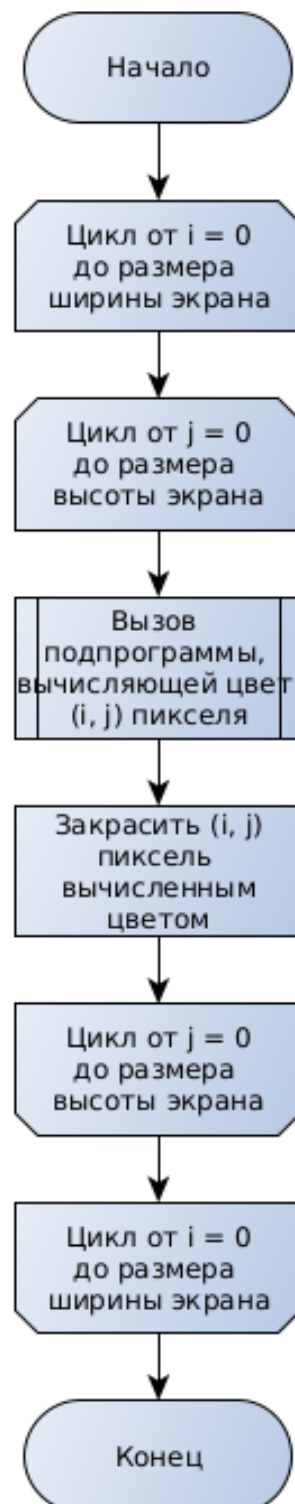 Начало
Цикл от i = 0
до размера
ширины экрана
Цикл от j = 0
до размера
высоты экрана
Вызов
подпрограммы,
вычисляющей цвет
(i, j) пикселя
Закрасить (i, j)
пиксель
вычисленным
цветом
Цикл от j = 0
до размера
высоты экрана
Цикл от i = 0
до размера
ширины экрана
Конец